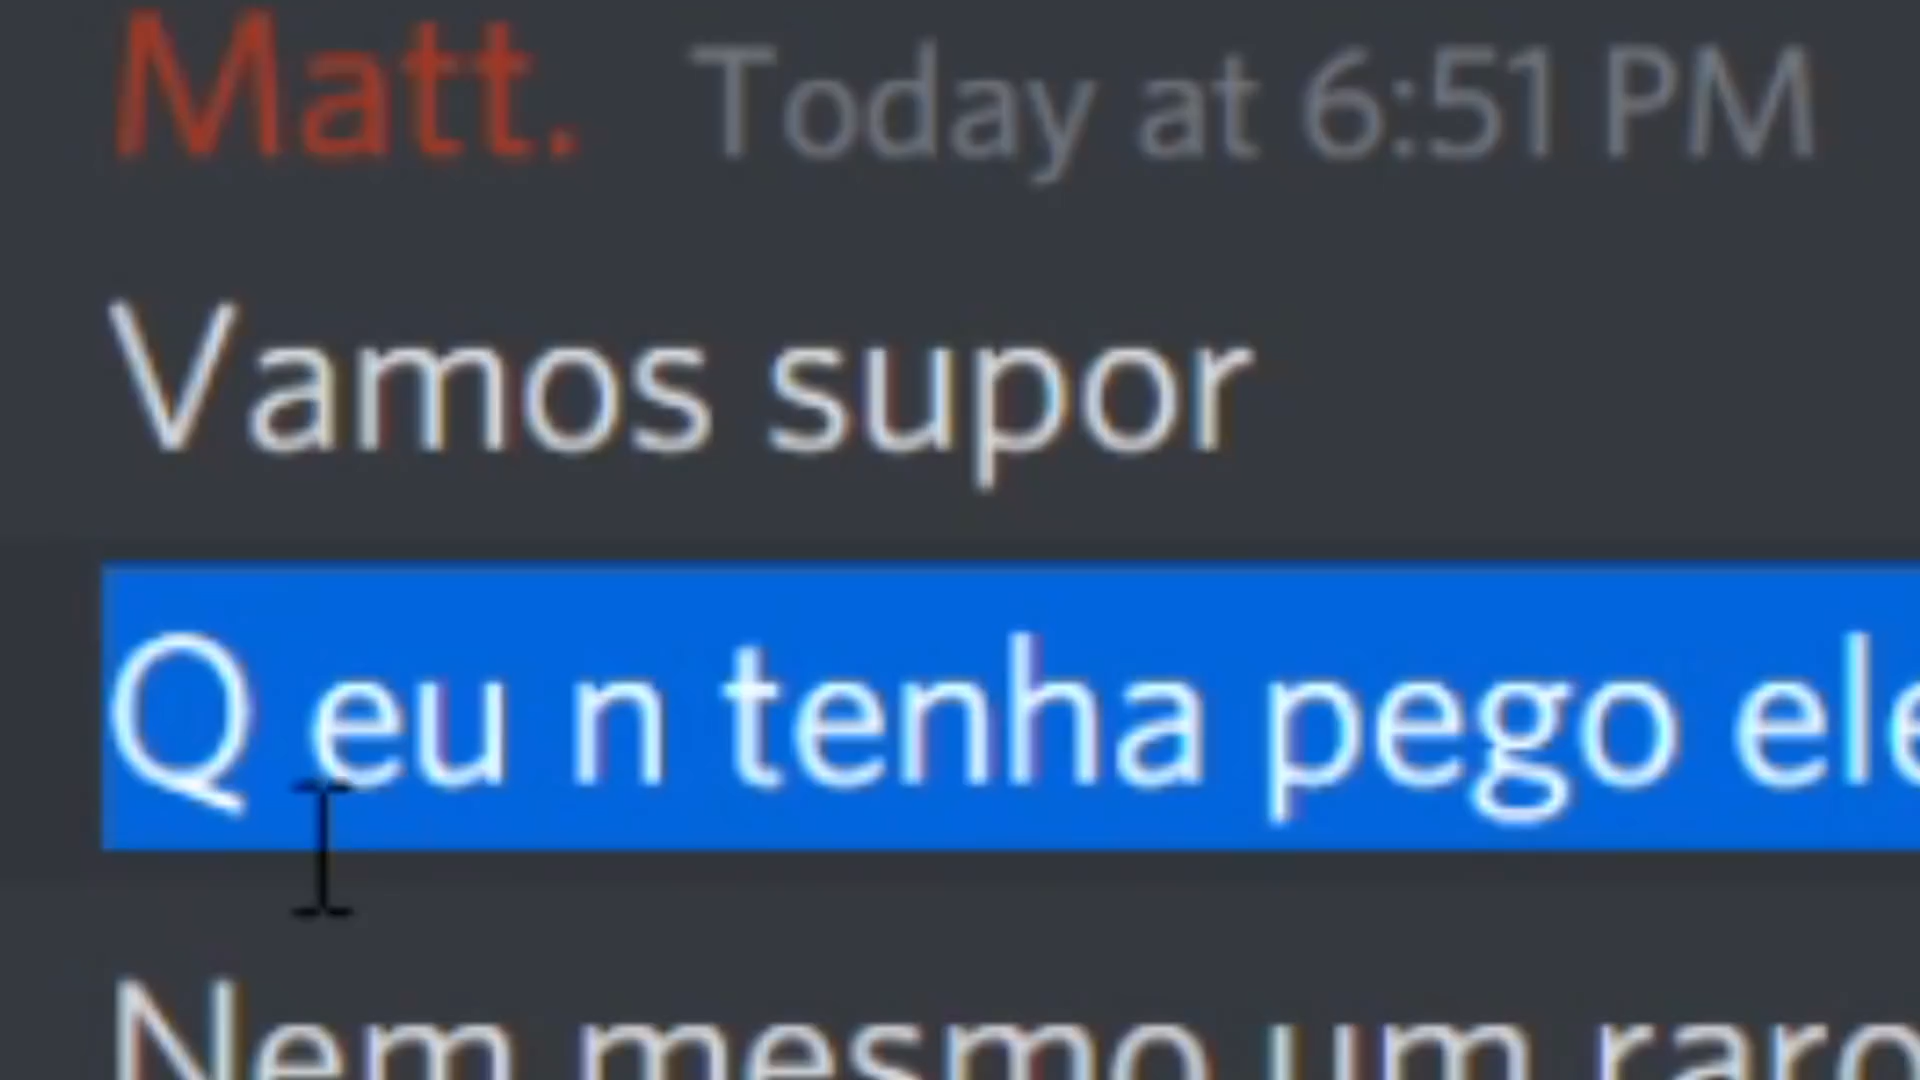 Matt. Today at 6:51 PM
Vamos supor
Q eu n tenha pego ele
Nem mesmo um raro